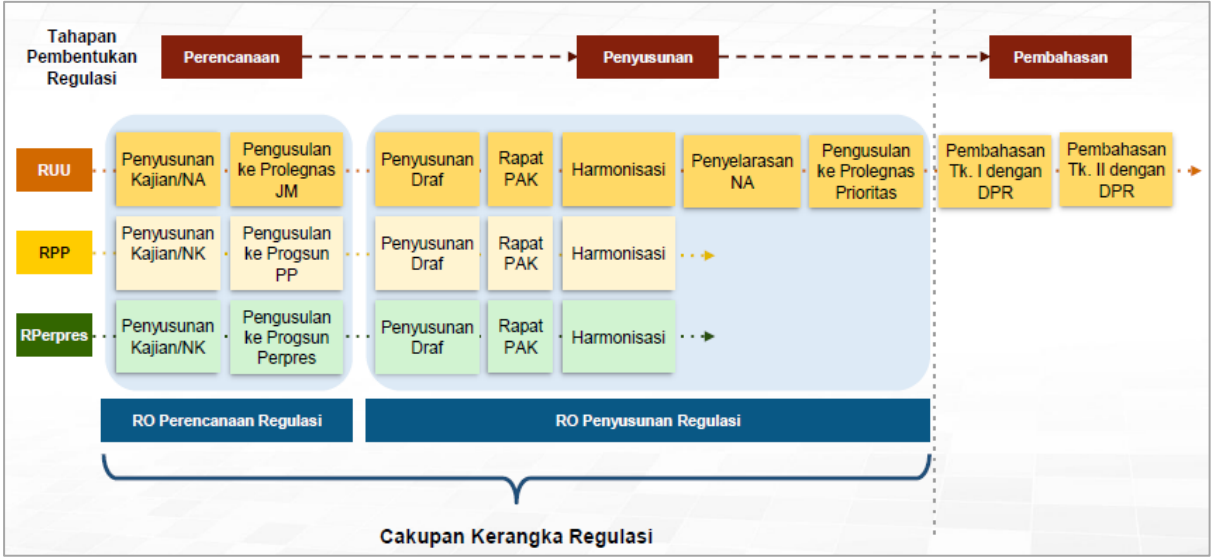 Tahapan
Pembentukan
Regulasi
Perencanaan
Penyusunan
Pembahasan
RUU
Penyusunan
Kajian/NA
Pengusulan
ke Prolegnas
JM
Penyusunan
Draf
Rapat
PAK
Harmonisasi
Penyelarasan
NA
Pengusulan
ke Prolegnas
Prioritas
Pembahasan
Tk. I dengan
DPR
Pembahasan
Tk. II dengan
DPR
RPP
Penyusunan
Kajian/NK
Pengusulan
ke Progsun
PP
Penyusunan
Draf
Rapat
PAK
Harmonisasi
RPerpres
Penyusunan
Kajian/NK
Pengusulan
ke Progsun
Perpres
Penyusunan
Draf
Rapat
PAK
Harmonisasi
RO Perencanaan Regulasi
RO Penyusunan Regulasi
Cakupan Kerangka Regulasi